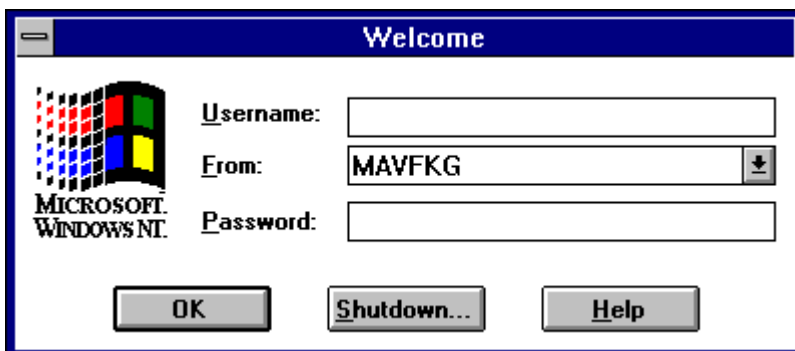 Welcome
Username:
From: MAVFKG
MICROSOFT.
WINDOWS NT.
Password:
OK Shutdown... Help